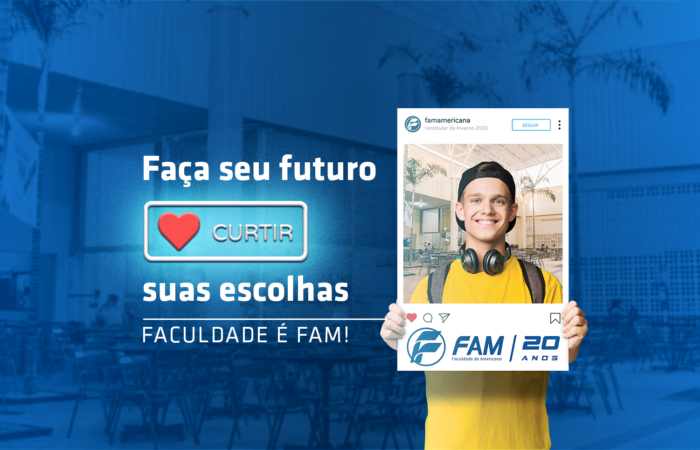 Faça seu futuro
CURTIR
suas escolhas
FACULDADE É FAM!
famamericana
Vestibular de Inverno 2020
SEGUIR
FAM | 20
Faculdade de Americana
ANOS